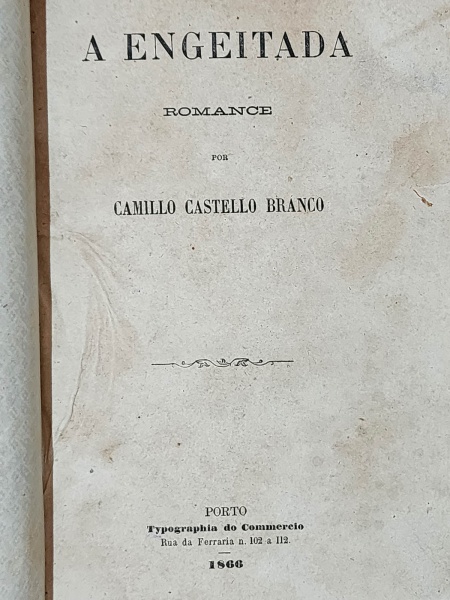 A ENGEITADA
ROMANCE
POR
CAMILLO CASTELLO BRANCO
PORTO
Typographia do Commercio
Rua da Ferraria n. 102 a 112.
1866